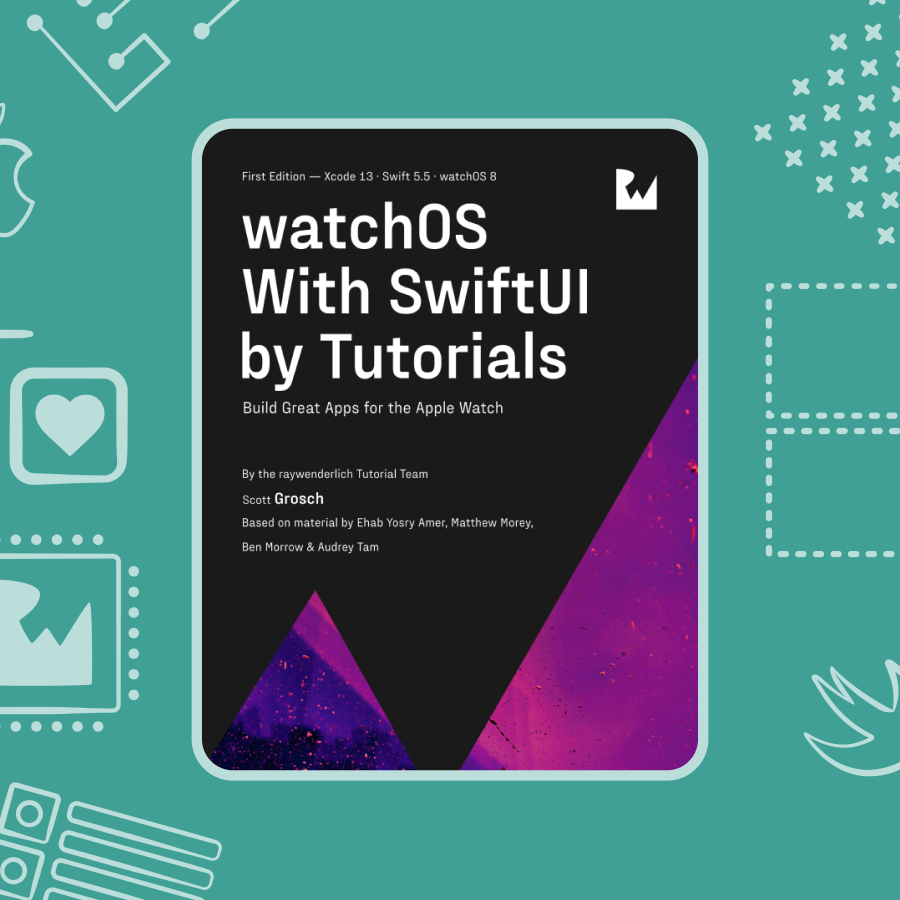 First Edition — Xcode 13 · Swift 5.5 · watchOS 8
watchOS
With SwiftUI
by Tutorials
Build Great Apps for the Apple Watch
By the raywenderlich Tutorial Team
Scott Grosch
Based on material by Ehab Yosry Amer, Matthew Morey,
Ben Morrow & Audrey Tam